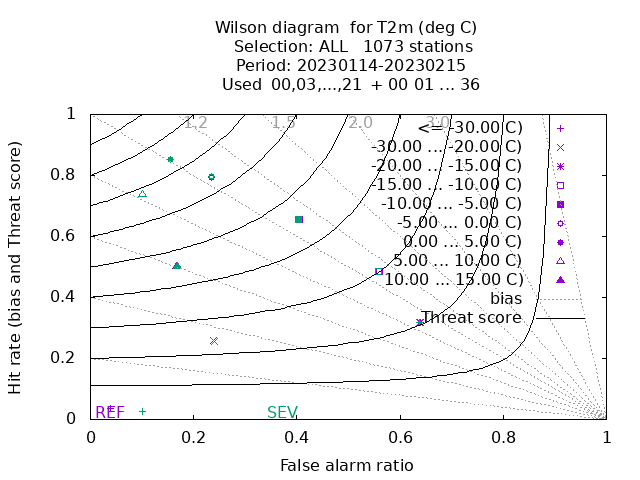 Wilson diagram for T2m (deg C)
Selection: ALL 1073 stations
Period: 20230114-20230215
Used 00,03,...,21 + 00 01 ... 36
Hit rate (bias and Threat score)
1
0.8
0.6
0.4
0.2
0
1.2
1.5
2.0
3.0
<= -30.00 C)
-30.00 ... -20.00 C)
-20.00 ... -15.00 C)
-15.00 ... -10.00 C)
-10.00 ... -5.00 C)
-5.00 ... 0.00 C)
0.00 ... 5.00 C)
5.00 ... 10.00 C)
10.00 ... 15.00 C)
bias
Threat score
REF
SEV
0 0.2 0.4 0.6 0.8 1
False alarm ratio